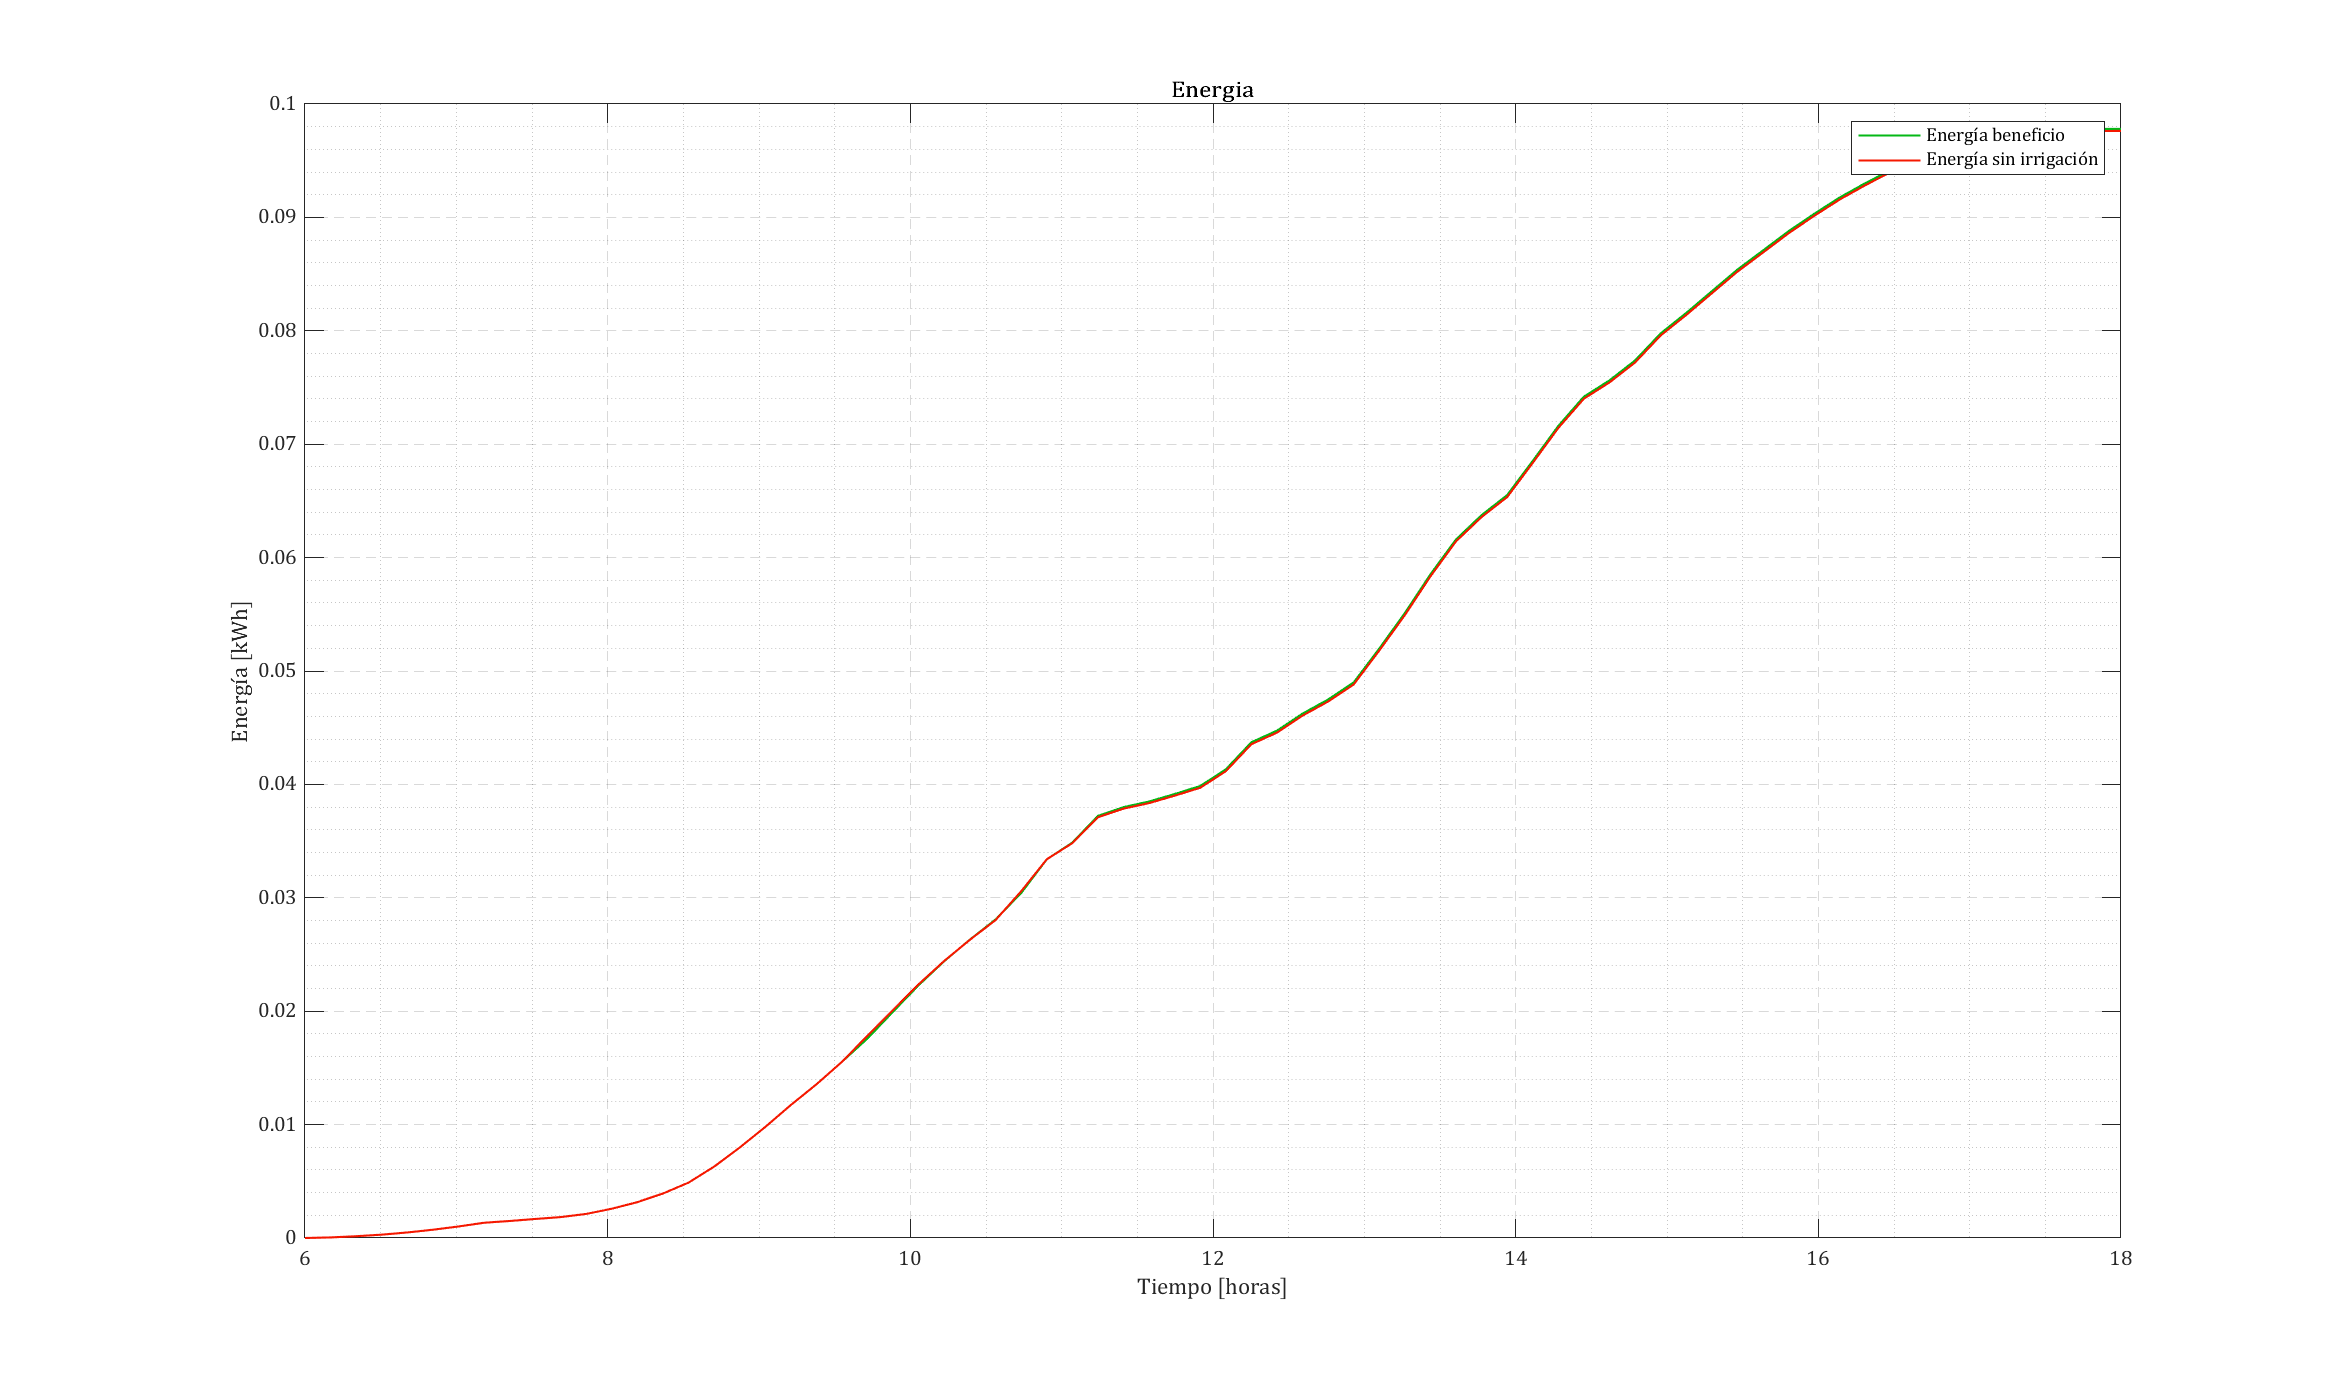 Energia
0.1
0.09
0.08
0.07
0.06
0.05
0.04
0.03
0.02
0.01
0
Energía [kWh]
Energía beneficio
Energía sin irrigación
6 8 10 12 14 16 18
Tiempo [horas]